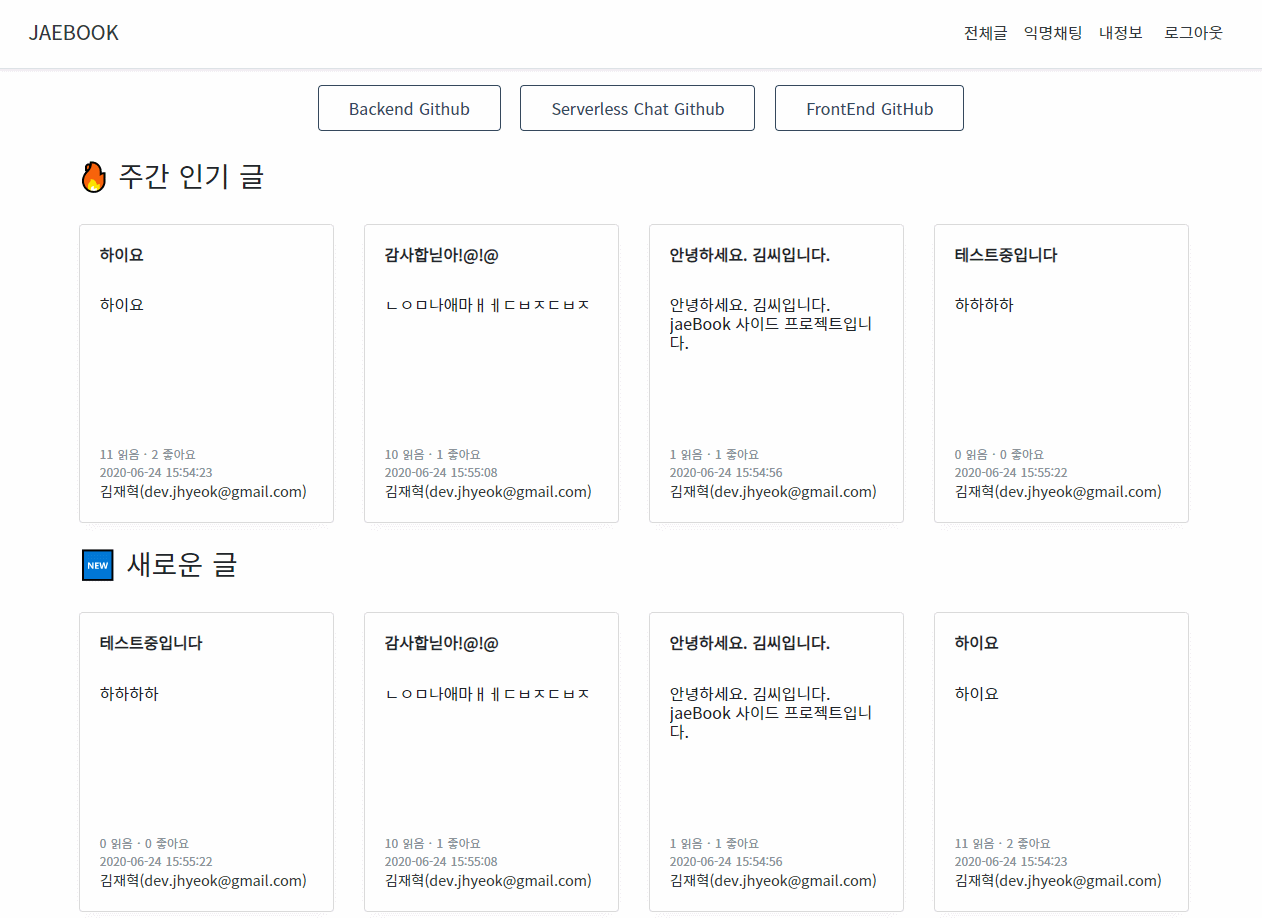 JAEBOOK
전체글 익명채팅 내정보 로그아웃
Backend Github Serverless Chat Github FrontEnd GitHub
🔥 주간 인기 글
하이요
하이요
11 읽음 · 2 좋아요
2020-06-24 15:54:23
김재혁(dev.jhyeok@gmail.com)
감사합닏아!@!@
ㄴㅇㅁ나애마ㅐㅔㄷㅂㅈㄷㅂㅈ
10 읽음 · 1 좋아요
2020-06-24 15:55:08
김재혁(dev.jhyeok@gmail.com)
안녕하세요. 김씨입니다.
안녕하세요. 김씨입니다.
jaeBook 사이드 프로젝트입니
다.
1 읽음 · 1 좋아요
2020-06-24 15:54:56
김재혁(dev.jhyeok@gmail.com)
테스트중입니다
하하하하
0 읽음 · 0 좋아요
2020-06-24 15:55:22
김재혁(dev.jhyeok@gmail.com)
NEW 새로운 글
테스트중입니다
하하하하
0 읽음 · 0 좋아요
2020-06-24 15:55:22
김재혁(dev.jhyeok@gmail.com)
감사합닏아!@!@
ㄴㅇㅁ나애마ㅐㅔㄷㅂㅈㄷㅂㅈ
10 읽음 · 1 좋아요
2020-06-24 15:55:08
김재혁(dev.jhyeok@gmail.com)
안녕하세요. 김씨입니다.
안녕하세요. 김씨입니다.
jaeBook 사이드 프로젝트입니
다.
1 읽음 · 1 좋아요
2020-06-24 15:54:56
김재혁(dev.jhyeok@gmail.com)
하이요
하이요
11 읽음 · 2 좋아요
2020-06-24 15:54:23
김재혁(dev.jhyeok@gmail.com)